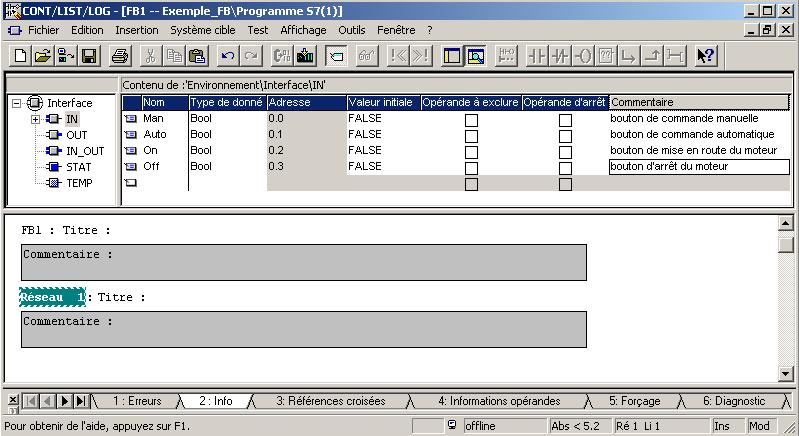 CONT/LIST/LOG - [FB1 -- Exemple_FB\Programme S7(1)]
Fichier Edition Insertion Système cible Test Affichage Outils Fenêtre ?
Contenu de :'Environnement\Interface\IN'
Interface
IN
OUT
IN_OUT
STAT
TEMP
Nom Type de donné Adresse Valeur initiale Opérande à exclure Opérande d'arrêt Commentaire
Man Bool 0.0 FALSE bouton de commande manuelle
Auto Bool 0.1 FALSE bouton de commande automatique
On Bool 0.2 FALSE bouton de mise en route du moteur
Off Bool 0.3 FALSE bouton d'arrêt du moteur
FB1 : Titre :
Commentaire :
Réseau 1 : Titre :
Commentaire :
1 : Erreurs 2 : Info 3 : Références croisées 4 : Informations opérandes 5 : Forçage 6 : Diagnostic
Pour obtenir de l'aide, appuyez sur F1. offline Abs < 5.2 Ré 1 Li 1 Ins Mod